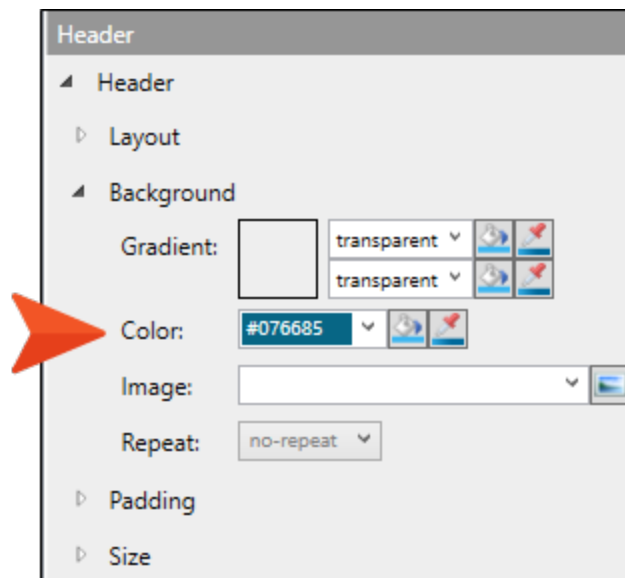 Header
Header
Layout
Background
Gradient: transparent
transparent
Color: #076685
Image:
Repeat: no-repeat
Padding
Size